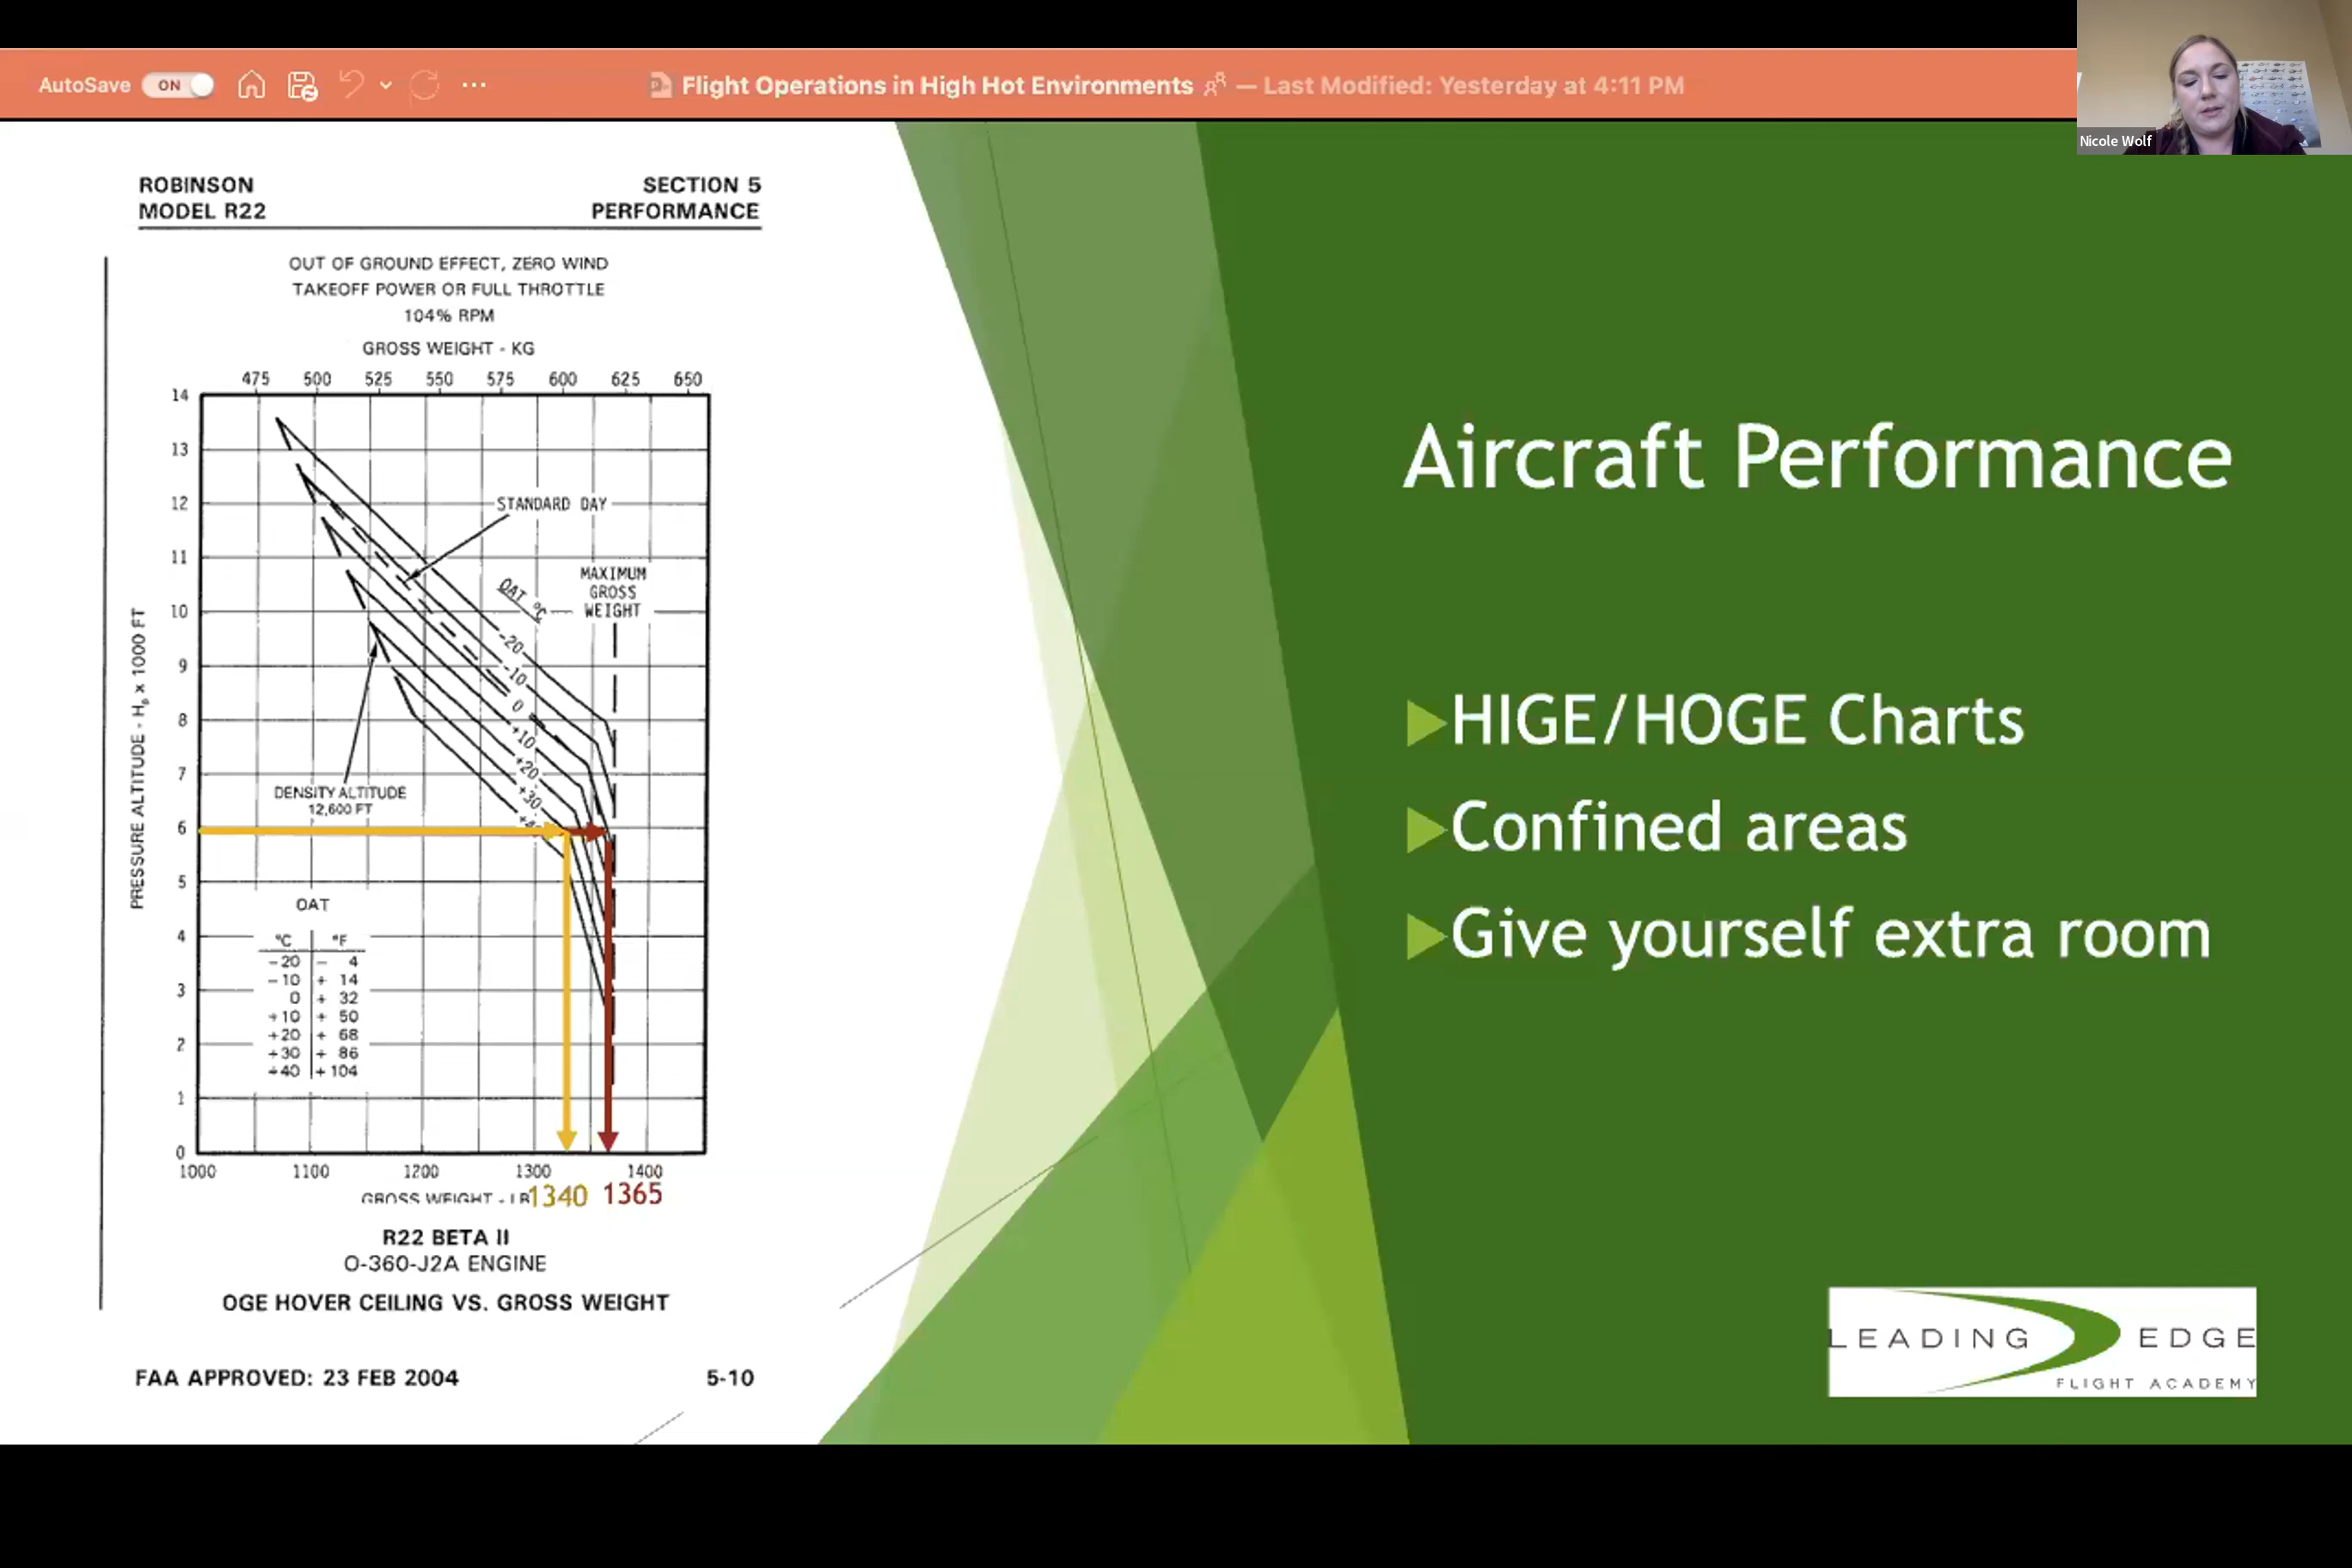 AutoSave ON
Flight Operations in High Hot Environments — Last Modified: Yesterday at 4:11 PM
Nicole Wolf
ROBINSON
MODEL R22
SECTION 5
PERFORMANCE
OUT OF GROUND EFFECT, ZERO WIND
TAKEOFF POWER OR FULL THROTTLE
104% RPM
GROSS WEIGHT - KG
475 500 525 550 575 600 625 650
14
13
12
11
10
9
8
7
6
5
4
3
2
1
0
PRESSURE ALTITUDE - Hp x 1000 FT
STANDARD DAY
OAT °C
MAXIMUM
GROSS
WEIGHT
-20
-10
0
+10
+20
+30
DENSITY ALTITUDE
12,600 FT
OAT
°C °F
-20 - 4
-10 + 14
0 + 32
+10 + 50
+20 + 68
+30 + 86
+40 + 104
1000 1100 1200 1300 1400
GROSS WEIGHT - LB
1340 1365
R22 BETA II
O-360-J2A ENGINE
OGE HOVER CEILING VS. GROSS WEIGHT
FAA APPROVED: 23 FEB 2004
5-10
Aircraft Performance
HIGE/HOGE Charts
Confined areas
Give yourself extra room
LEADING EDGE
FLIGHT ACADEMY